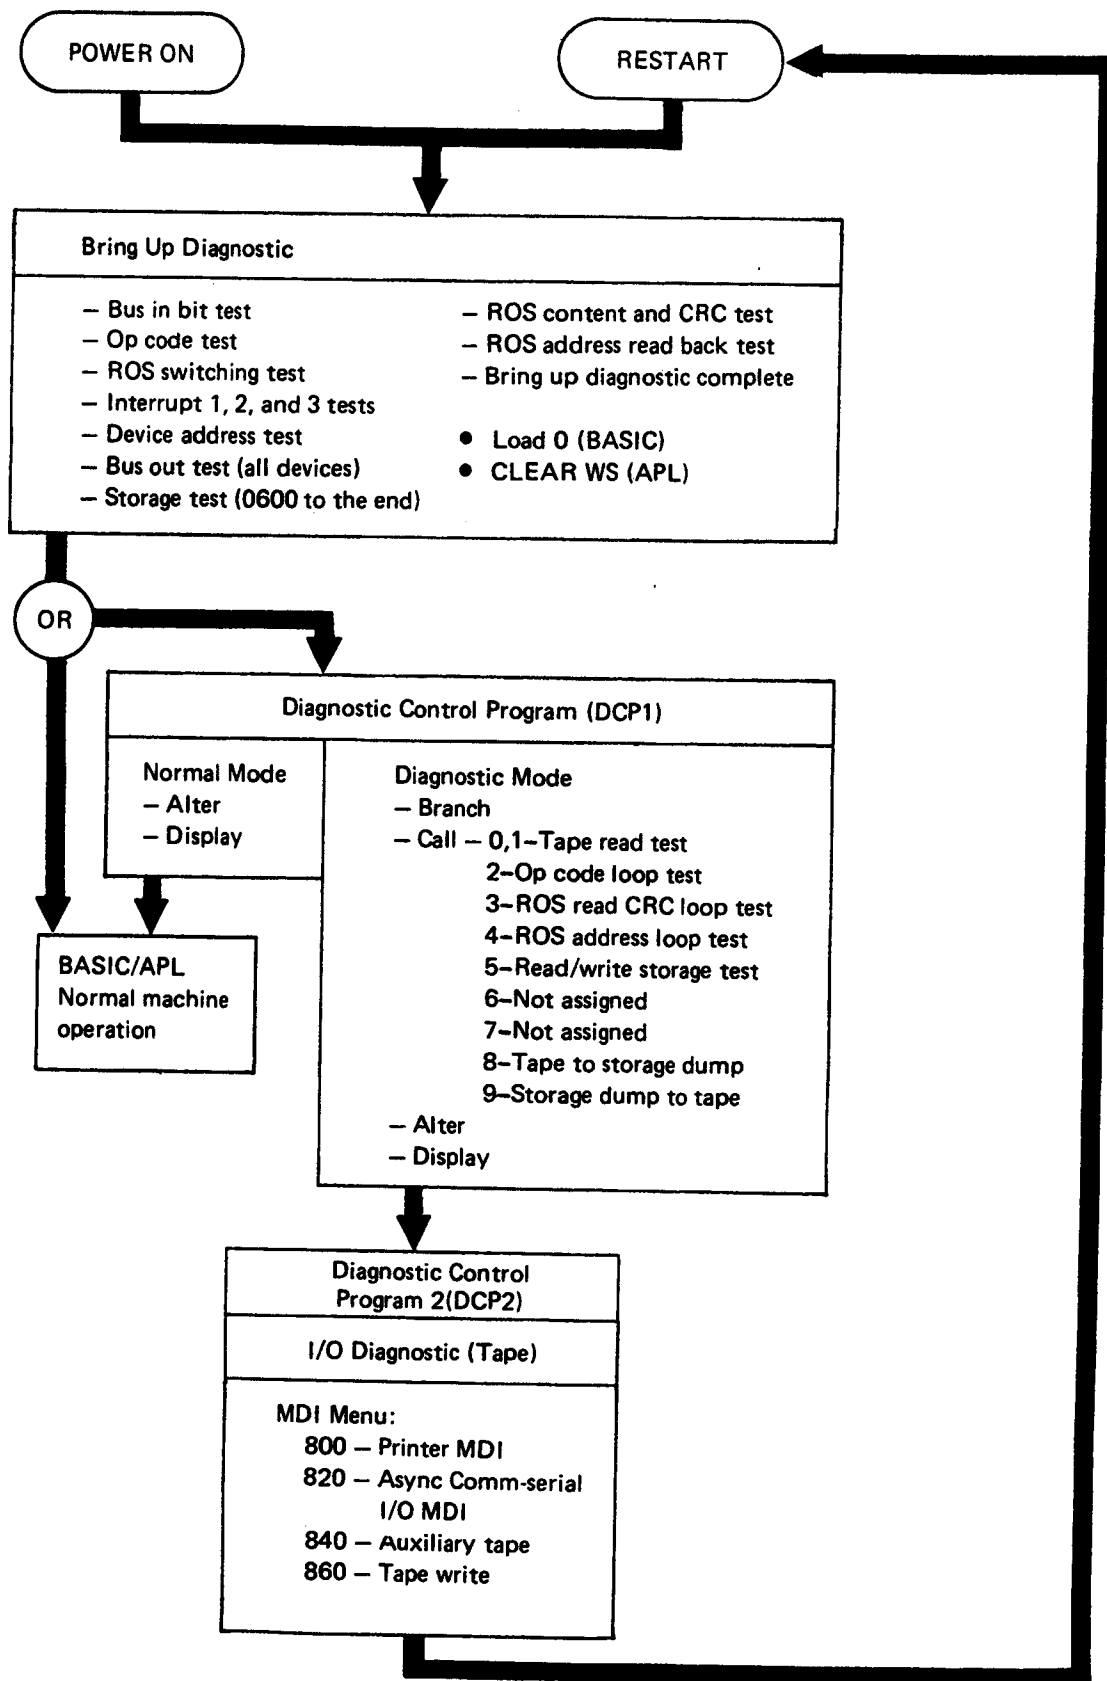 POWER ON
RESTART
Bring Up Diagnostic
– Bus in bit test
– Op code test
– ROS switching test
– Interrupt 1, 2, and 3 tests
– Device address test
– Bus out test (all devices)
– Storage test (0600 to the end)
– ROS content and CRC test
– ROS address read back test
– Bring up diagnostic complete
● Load 0 (BASIC)
● CLEAR WS (APL)
OR
Diagnostic Control Program (DCP1)
Normal Mode
– Alter
– Display
Diagnostic Mode
– Branch
– Call – 0,1–Tape read test
2–Op code loop test
3–ROS read CRC loop test
4–ROS address loop test
5–Read/write storage test
6–Not assigned
7–Not assigned
8–Tape to storage dump
9–Storage dump to tape
– Alter
– Display
BASIC/APL
Normal machine
operation
Diagnostic Control
Program 2(DCP2)
I/O Diagnostic (Tape)
MDI Menu:
800 – Printer MDI
820 – Async Comm-serial
I/O MDI
840 – Auxiliary tape
860 – Tape write